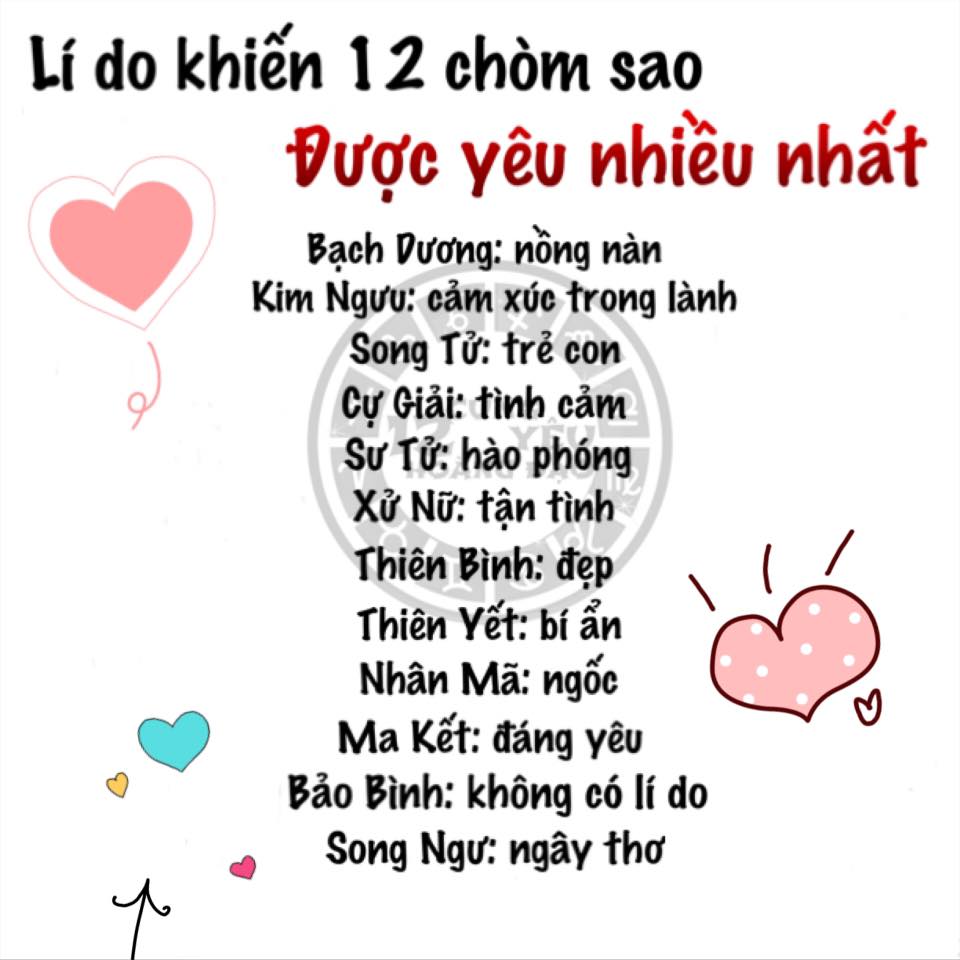 Lí do khiến 12 chòm sao
Được yêu nhiều nhất
Bạch Dương: nồng nàn
Kim Ngưu: cảm xúc trong lành
Song Tử: trẻ con
Cự Giải: tình cảm
Sư Tử: hào phóng
Xử Nữ: tận tình
Thiên Bình: đẹp
Thiên Yết: bí ẩn
Nhân Mã: ngốc
Ma Kết: đáng yêu
Bảo Bình: không có lí do
Song Ngư: ngây thơ